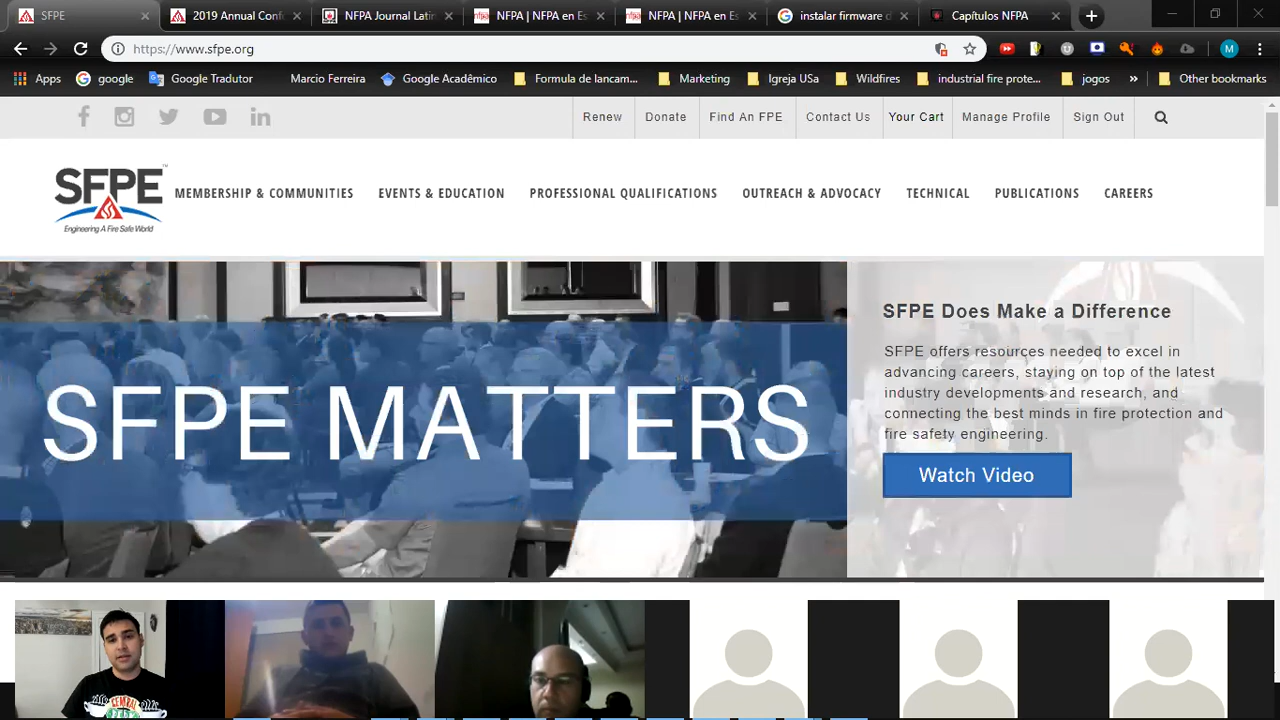 SFPE
2019 Annual Conf
NFPA Journal Latin
NFPA | NFPA en Es
NFPA | NFPA en Es
instalar firmware d
Capítulos NFPA
https://www.sfpe.org
M
Apps
google
Google Tradutor
Marcio Ferreira
Google Acadêmico
Formula de lancam...
Marketing
Igreja USa
Wildfires
industrial fire prote...
jogos
»
Other bookmarks
Renew
Donate
Find An FPE
Contact Us
Your Cart
Manage Profile
Sign Out
SFPE
Engineering A Fire Safe World
MEMBERSHIP & COMMUNITIES
EVENTS & EDUCATION
PROFESSIONAL QUALIFICATIONS
OUTREACH & ADVOCACY
TECHNICAL
PUBLICATIONS
CAREERS
SFPE MATTERS
SFPE Does Make a Difference
SFPE offers resources needed to excel in
advancing careers, staying on top of the latest
industry developments and research, and
connecting the best minds in fire protection and
fire safety engineering.
Watch Video
CENTRAL